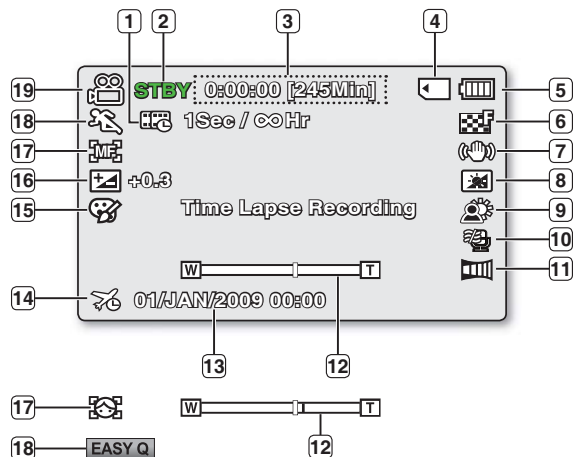 1 2 3 4
19 STBY 0:00:00 [245Min] 5
18 1Sec / ∞ Hr F 6
17 MF 7
16 +0.3 8
15 Time Lapse Recording 9
10
W T 11
14 01/JAN/2009 00:00
13 12
17 W T
18 EASY Q 12